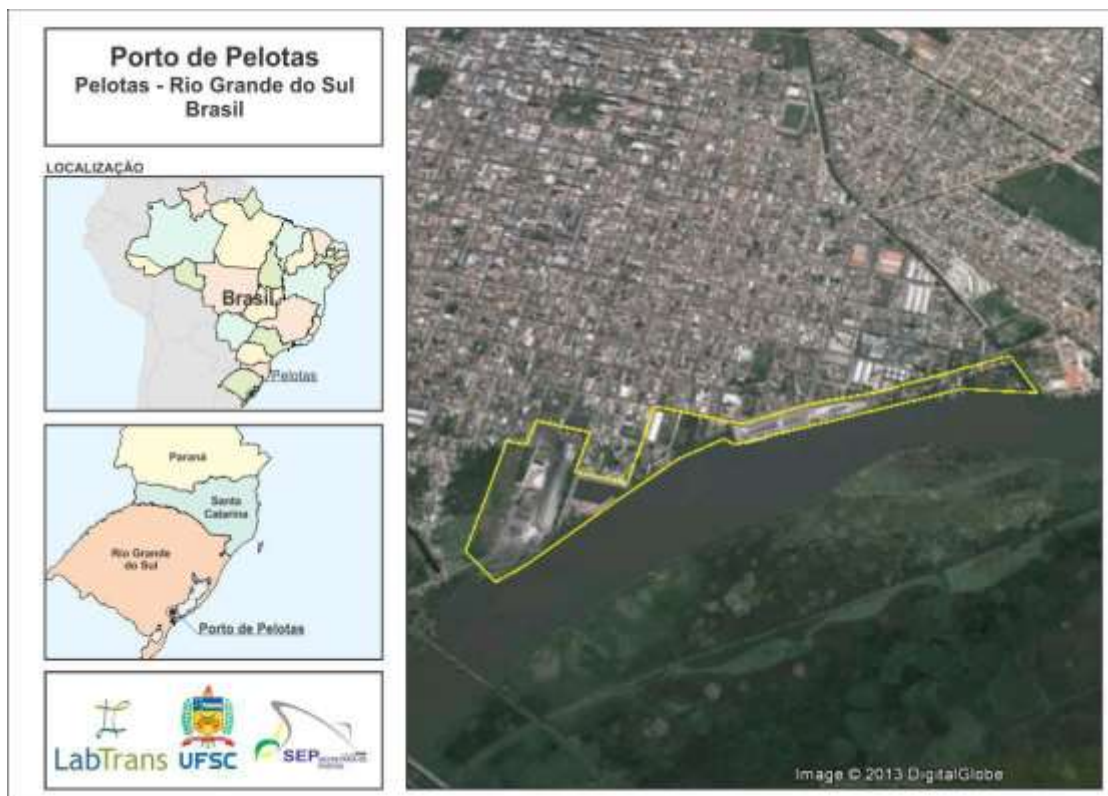 Porto de Pelotas
Pelotas - Rio Grande do Sul
Brasil
LOCALIZAÇÃO
Brasil
Pelotas
Paraná
Santa
Catarina
Rio Grande
do Sul
Porto de Pelotas
LabTrans
UFSC
SEP
Image © 2013 DigitalGlobe